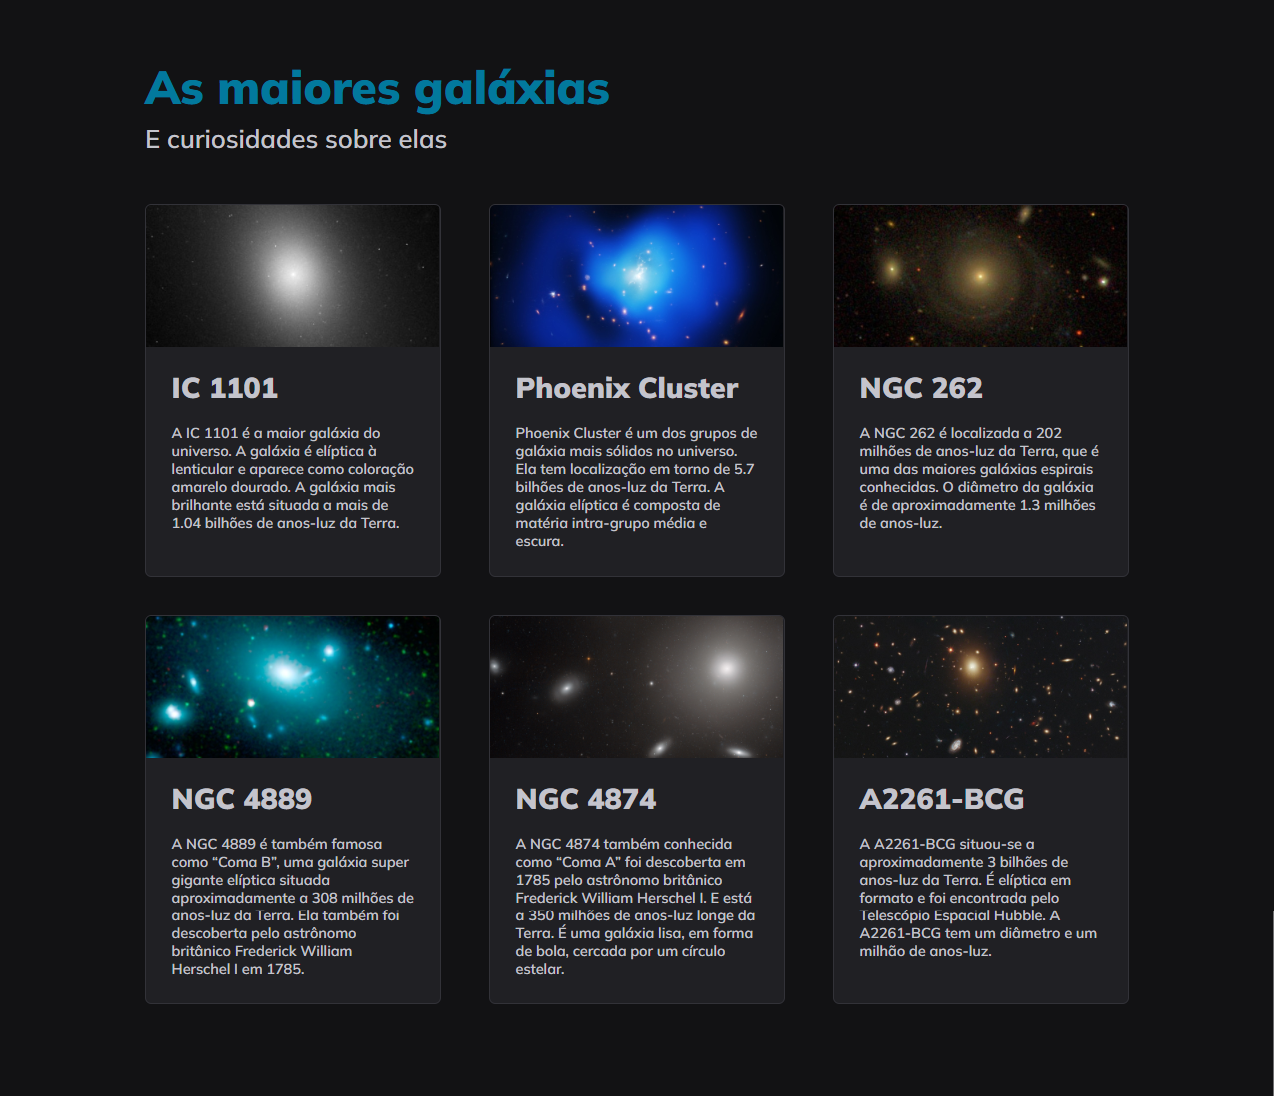 As maiores galáxias
E curiosidades sobre elas
IC 1101
A IC 1101 é a maior galáxia do
universo. A galáxia é elíptica à
lenticular e aparece como coloração
amarelo dourado. A galáxia mais
brilhante está situada a mais de
1.04 bilhões de anos-luz da Terra.
Phoenix Cluster
Phoenix Cluster é um dos grupos de
galáxia mais sólidos no universo.
Ela tem localização em torno de 5.7
bilhões de anos-luz da Terra. A
galáxia elíptica é composta de
matéria intra-grupo média e
escura.
NGC 262
A NGC 262 é localizada a 202
milhões de anos-luz da Terra, que é
uma das maiores galáxias espirais
conhecidas. O diâmetro da galáxia
é de aproximadamente 1.3 milhões
de anos-luz.
NGC 4889
A NGC 4889 é também famosa
como “Coma B”, uma galáxia super
gigante elíptica situada
aproximadamente a 308 milhões de
anos-luz da Terra. Ela também foi
descoberta pelo astrônomo
britânico Frederick William
Herschel I em 1785.
NGC 4874
A NGC 4874 também conhecida
como “Coma A” foi descoberta em
1785 pelo astrônomo britânico
Frederick William Herschel I. E está
a 350 milhões de anos-luz longe da
Terra. É uma galáxia lisa, em forma
de bola, cercada por um círculo
estelar.
A2261-BCG
A A2261-BCG situou-se a
aproximadamente 3 bilhões de
anos-luz da Terra. É elíptica em
formato e foi encontrada pelo
Telescópio Espacial Hubble. A
A2261-BCG tem um diâmetro e um
milhão de anos-luz.